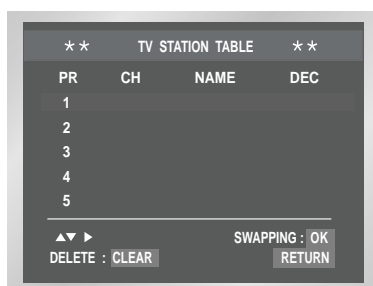 ** TV STATION TABLE **
PR CH NAME DEC
1
2
3
4
5
▲▼ ▶ SWAPPING : OK
DELETE : CLEAR RETURN